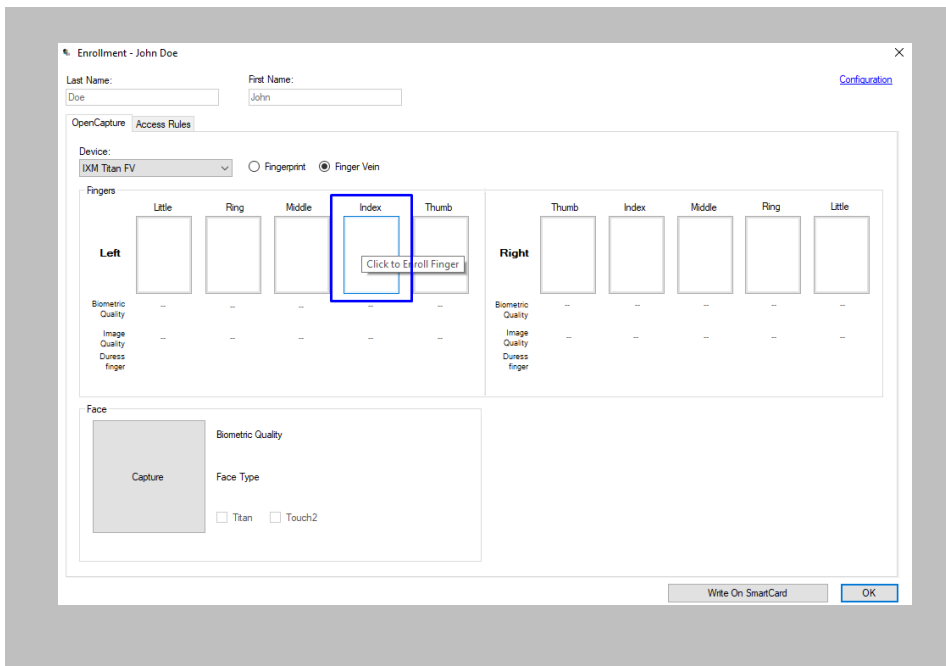 Enrollment - John Doe
Last Name: First Name: Configuration
Doe John
OpenCapture Access Rules
Device:
IXM Titan FV Fingerprint Finger Vein
Fingers
Little Ring Middle Index Thumb Thumb Index Middle Ring Little
Left Right
Click to Enroll Finger
Biometric Quality -- -- -- -- -- Biometric Quality -- -- -- -- --
Image Quality -- -- -- -- -- Image Quality -- -- -- -- --
Duress finger Duress finger
Face
Biometric Quality
Capture Face Type
Titan Touch2
Write On SmartCard OK